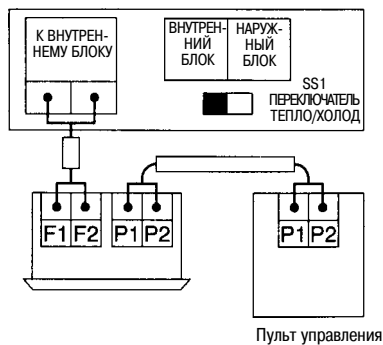 К ВНУТРЕН-
НЕМУ БЛОКУ
ВНУТРЕН-
НИЙ
БЛОК
НАРУЖ-
НЫЙ
БЛОК
SS1
ПЕРЕКЛЮЧАТЕЛЬ
ТЕПЛО/ХОЛОД
F1 F2 P1 P2
P1 P2
Пульт управления